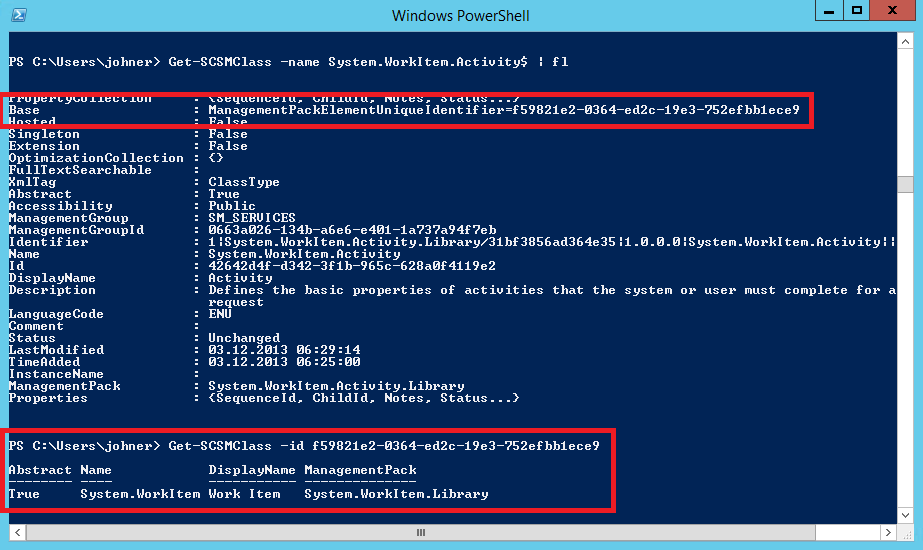 Windows PowerShell
PS C:\Users\johner> Get-SCSMClass -name System.WorkItem.Activity$ | fl
PropertyCollection : {SequenceId, ChildId, Notes, Status...}
Base : ManagementPackElementUniqueIdentifier=f59821e2-0364-ed2c-19e3-752efbb1ece9
Hosted : False
Singleton : False
Extension : False
OptimizationCollection : {}
FullTextSearchable :
XmlTag : ClassType
Abstract : True
Accessibility : Public
ManagementGroup : SM_SERVICES
ManagementGroupId : 0663a026-134b-a6e6-e401-1a737a94f7eb
Identifier : 1|System.WorkItem.Activity.Library/31bf3856ad364e35|1.0.0.0|System.WorkItem.Activity||
Name : System.WorkItem.Activity
Id : 42642d4f-d342-3f1b-965c-628a0f4119e2
DisplayName : Activity
Description : Defines the basic properties of activities that the system or user must complete for a
request
LanguageCode : ENU
Comment :
Status : Unchanged
LastModified : 03.12.2013 06:29:14
TimeAdded : 03.12.2013 06:25:00
InstanceName :
ManagementPack : System.WorkItem.Activity.Library
Properties : {SequenceId, ChildId, Notes, Status...}
PS C:\Users\johner> Get-SCSMClass -id f59821e2-0364-ed2c-19e3-752efbb1ece9
Abstract Name DisplayName ManagementPack
-------- ---- ----------- --------------
True System.WorkItem Work Item System.WorkItem.Library